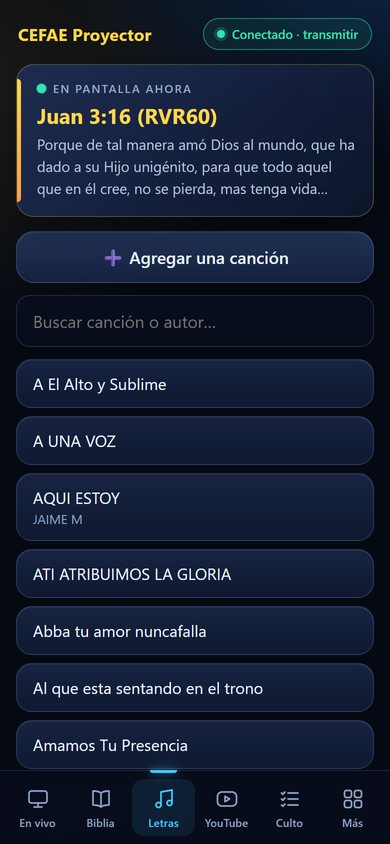 CEFAE Proyector
Conectado · transmitir
EN PANTALLA AHORA
Juan 3:16 (RVR60)
Porque de tal manera amó Dios al mundo, que ha
dado a su Hijo unigénito, para que todo aquel
que en él cree, no se pierda, mas tenga vida...
Agregar una canción
Buscar canción o autor...
A El Alto y Sublime
A UNA VOZ
AQUI ESTOY
JAIME M
ATI ATRIBUIMOS LA GLORIA
Abba tu amor nuncafalla
Al que esta sentando en el trono
Amamos Tu Presencia
En vivo
Biblia
Letras
YouTube
Culto
Más